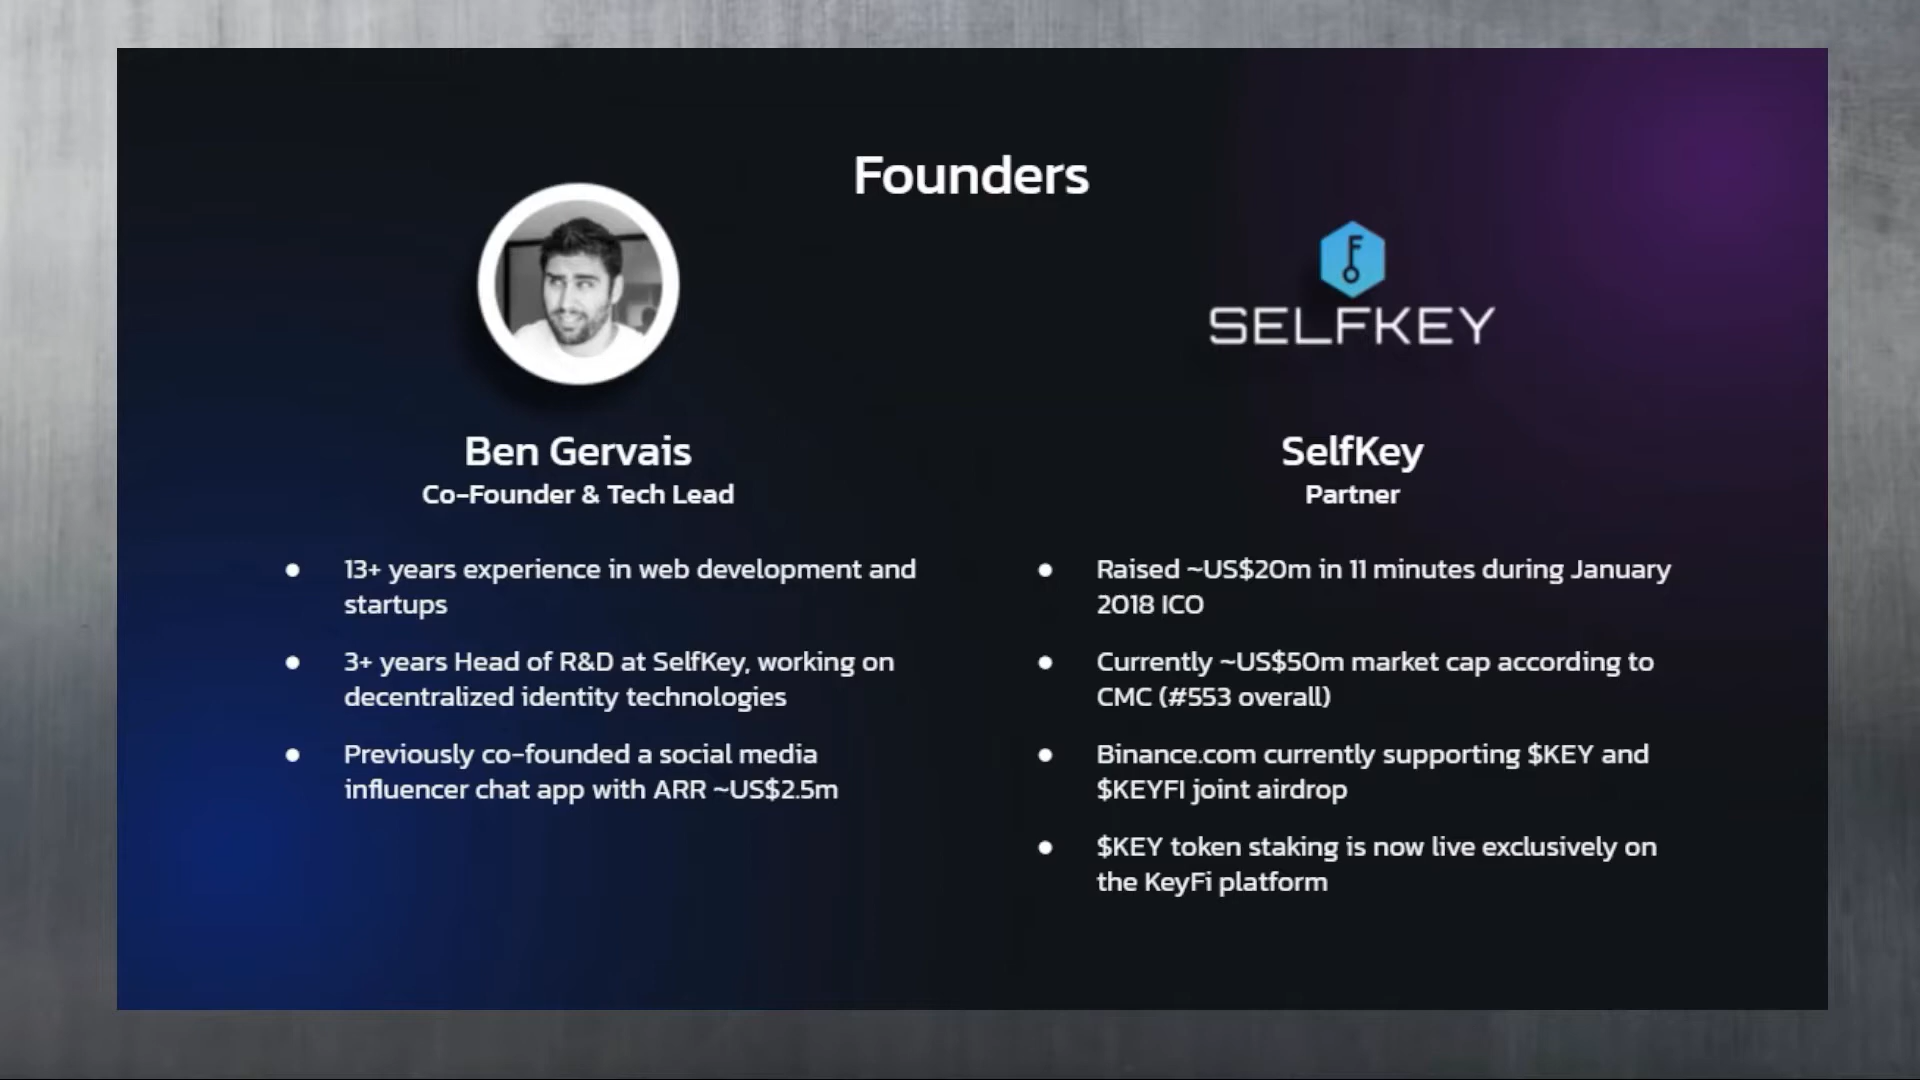 Founders
SELFKEY
Ben Gervais
Co-Founder & Tech Lead
● 13+ years experience in web development and
startups
● 3+ years Head of R&D at SelfKey, working on
decentralized identity technologies
● Previously co-founded a social media
influencer chat app with ARR ~US$2.5m
SelfKey
Partner
● Raised ~US$20m in 11 minutes during January
2018 ICO
● Currently ~US$50m market cap according to
CMC (#553 overall)
● Binance.com currently supporting $KEY and
$KEYFI joint airdrop
● $KEY token staking is now live exclusively on
the KeyFi platform